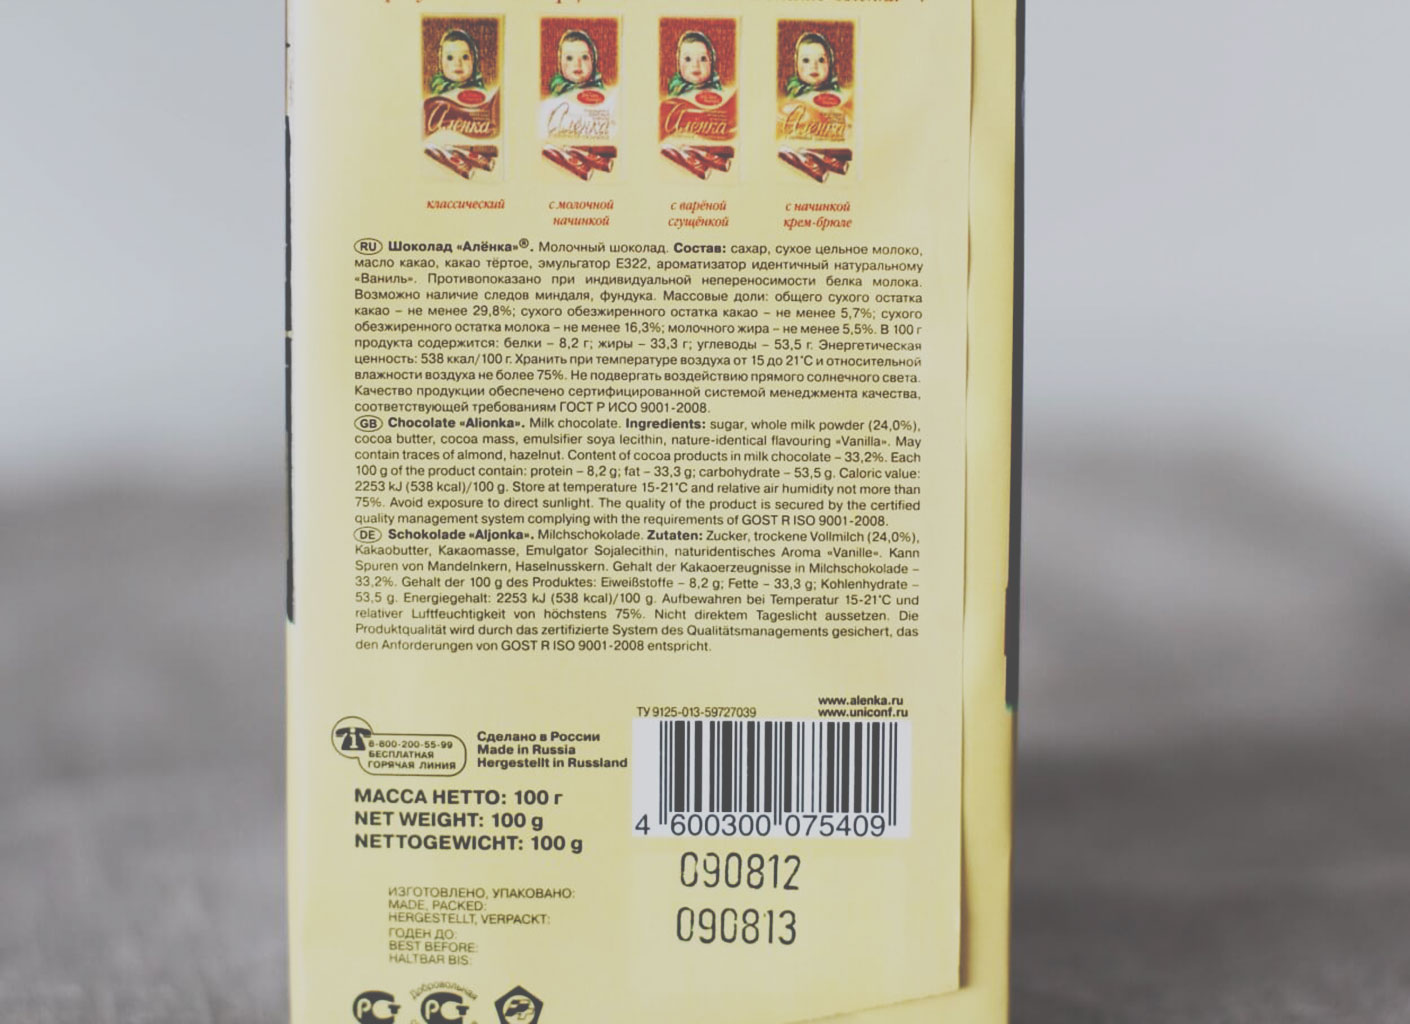 Алёнка Алёнка Алёнка Алёнка
классический
с молочной
начинкой
с варёной
сгущёнкой
с начинкой
крем-брюле
RU Шоколад «Алёнка»®. Молочный шоколад. Состав: сахар, сухое цельное молоко,
масло какао, какао тёртое, эмульгатор Е322, ароматизатор идентичный натуральному
«Ваниль». Противопоказано при индивидуальной непереносимости белка молока.
Возможно наличие следов миндаля, фундука. Массовые доли: общего сухого остатка
какао – не менее 29,8%; сухого обезжиренного остатка какао – не менее 5,7%; сухого
обезжиренного остатка молока – не менее 16,3%; молочного жира – не менее 5,5%. В 100 г
продукта содержится: белки – 8,2 г; жиры – 33,3 г; углеводы – 53,5 г. Энергетическая
ценность: 538 ккал/100 г. Хранить при температуре воздуха от 15 до 21˚С и относительной
влажности воздуха не более 75%. Не подвергать воздействию прямого солнечного света.
Качество продукции обеспечено сертифицированной системой менеджмента качества,
соответствующей требованиям ГОСТ Р ИСО 9001-2008.
GB Chocolate «Alionka». Milk chocolate. Ingredients: sugar, whole milk powder (24,0%),
cocoa butter, cocoa mass, emulsifier soya lecithin, nature-identical flavouring «Vanilla». May
contain traces of almond, hazelnut. Content of cocoa products in milk chocolate – 33,2%. Each
100 g of the product contain: protein – 8,2 g; fat – 33,3 g; carbohydrate – 53,5 g. Caloric value:
2253 kJ (538 kcal)/100 g. Store at temperature 15-21˚C and relative air humidity not more than
75%. Avoid exposure to direct sunlight. The quality of the product is secured by the certified
quality management system complying with the requirements of GOST R ISO 9001-2008.
DE Schokolade «Aljonka». Milchschokolade. Zutaten: Zucker, trockene Vollmilch (24,0%),
Kakaobutter, Kakaomasse, Emulgator Sojalecithin, naturidentisches Aroma «Vanille». Kann
Spuren von Mandelnkern, Haselnusskern. Gehalt der Kakaoerzeugnisse in Milchschokolade –
33,2%. Gehalt der 100 g des Produktes: Eiweißstoffe – 8,2 g; Fette – 33,3 g; Kohlenhydrate –
53,5 g. Energiegehalt: 2253 kJ (538 kcal)/100 g. Aufbewahren bei Temperatur 15-21˚C und
relativer Luftfeuchtigkeit von höchstens 75%. Nicht direktem Tageslicht aussetzen. Die
Produktqualität wird durch das zertifizierte System des Qualitätsmanagements gesichert, das
den Anforderungen von GOST R ISO 9001-2008 entspricht.
www.alenka.ru
ТУ 9125-013-59727039 www.uniconf.ru
8-800-200-55-99
БЕСПЛАТНАЯ
ГОРЯЧАЯ ЛИНИЯ
Сделано в России
Made in Russia
Hergestellt in Russland
МАССА НЕТТО: 100 г
NET WEIGHT: 100 g
NETTOGEWICHT: 100 g
4 600300 075409
090812
090813
ИЗГОТОВЛЕНО, УПАКОВАНО:
MADE, PACKED:
HERGESTELLT, VERPACKT:
ГОДЕН ДО:
BEST BEFORE:
HALTBAR BIS:
Добровольная